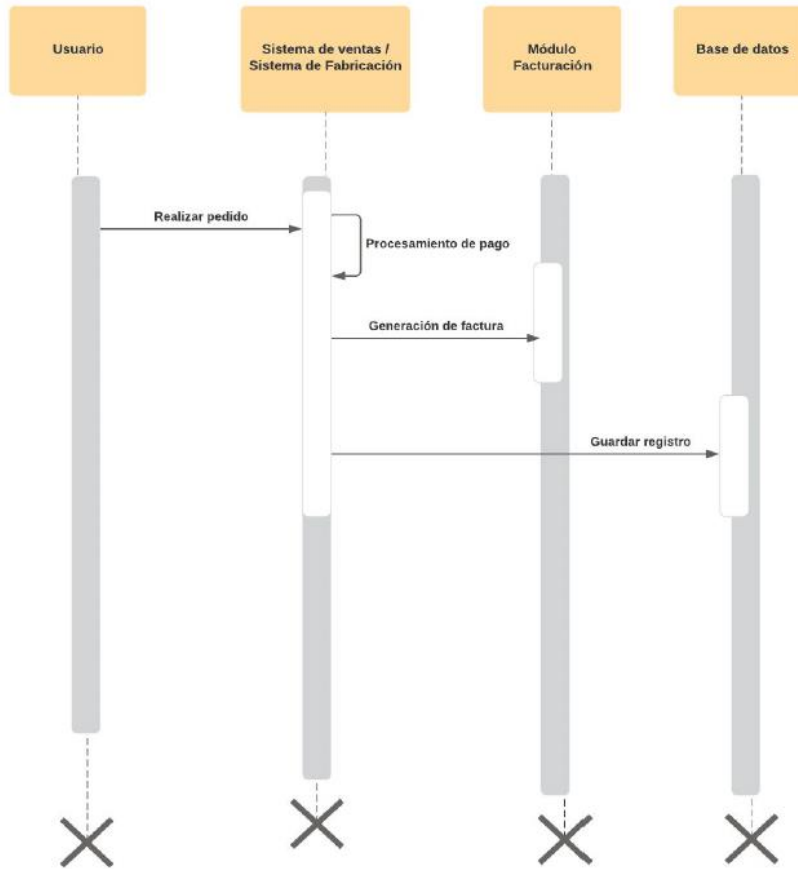 Usuario
Sistema de ventas /
Sistema de Fabricación
Módulo
Facturación
Base de datos
Realizar pedido
Procesamiento de pago
Generación de factura
Guardar registro